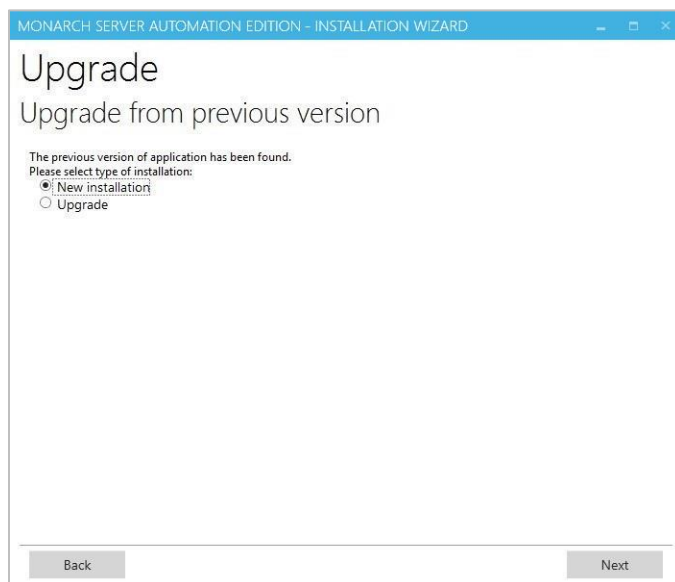 MONARCH SERVER AUTOMATION EDITION - INSTALLATION WIZARD
Upgrade
Upgrade from previous version
The previous version of application has been found.
Please select type of installation:
New installation
Upgrade
Back
Next